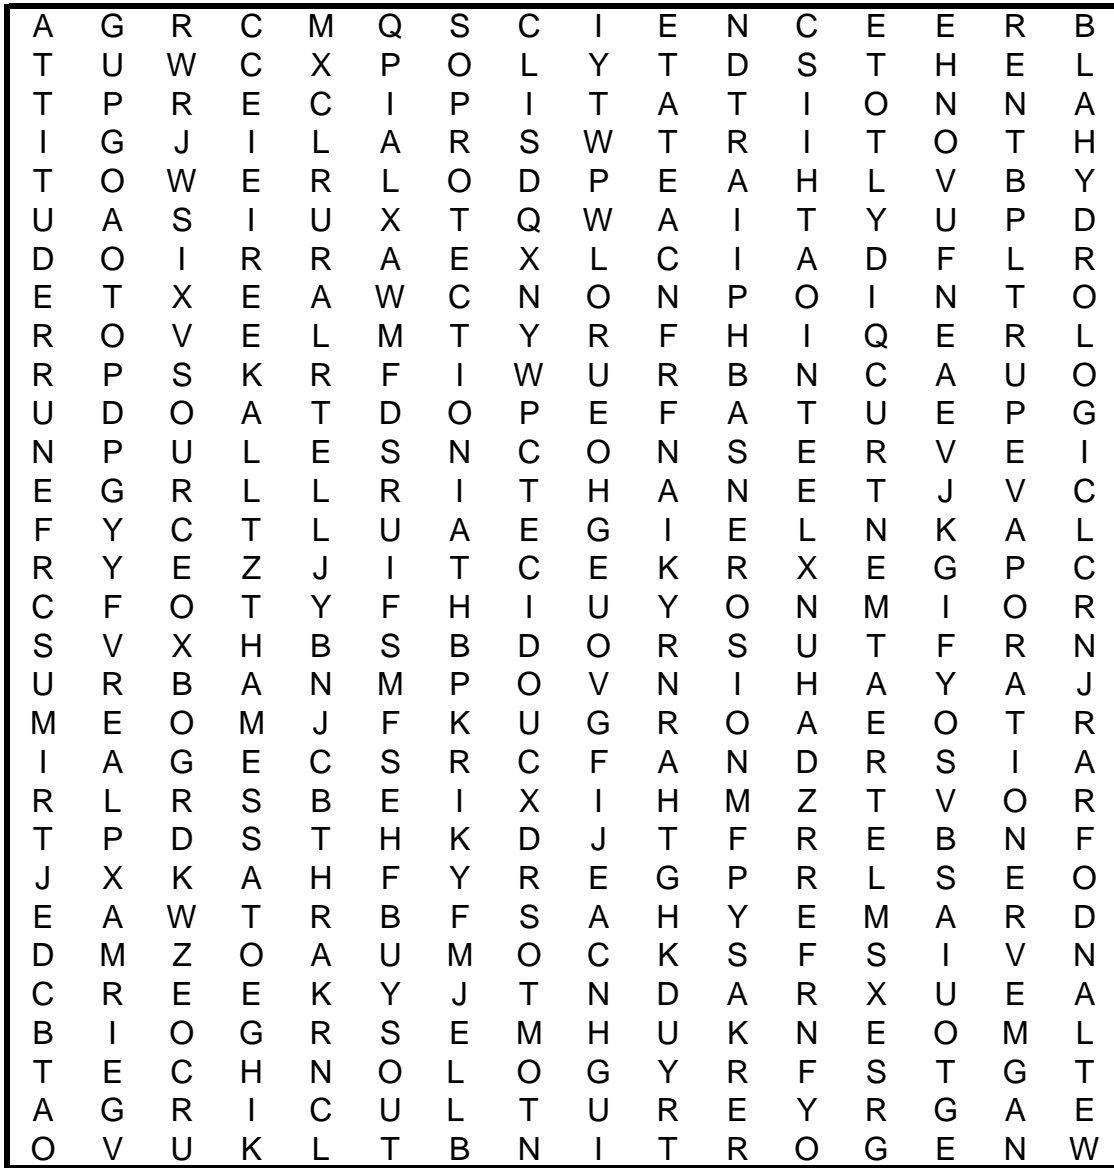 A G R C M Q S C I E N C E E R B
T U W C X P O L Y T D S T H E L
T P R E C I P I T A T I O N N A
I G J I L A R S W T R I T O T H
T O W E R L O D P E A H L V B Y
U A S I U X T Q W A I T Y U P D
D O I R R A E X L C I A D F L R
E T X E A W C N O N P O I N T O
R O V E L M T Y R F H I Q E R L
R P S K R F I W U R B N C A U O
U D O A T D O P E F A T U E P G
N P U L E S N C O N S E R V E I
E G R L L R I T H A N E T J V C
F Y C T L U A E G I E L N K A L
R Y E Z J I T C E K R X E G P C
C F O T Y F H I U Y O N M I O R
S V X H B S B D O R S U T F R N
U R B A N M P O V N I H A Y A J
M E O M J F K U G R O A E O T R
I A G E C S R C F A N D R S I A
R L R S B E I X I H M Z T V O R
T P D S T H K D J T F R E B N F
J X K A H F Y R E G P R L S E O
E A W T R B F S A H Y E M A R D
D M Z O A U M O C K S F S I V N
C R E E K Y J T N D A R X U E A
B I O G R S E M H U K N E O M L
T E C H N O L O G Y R F S T G T
A G R I C U L T U R E Y R G A E
O V U K L T B N I T R O G E N W